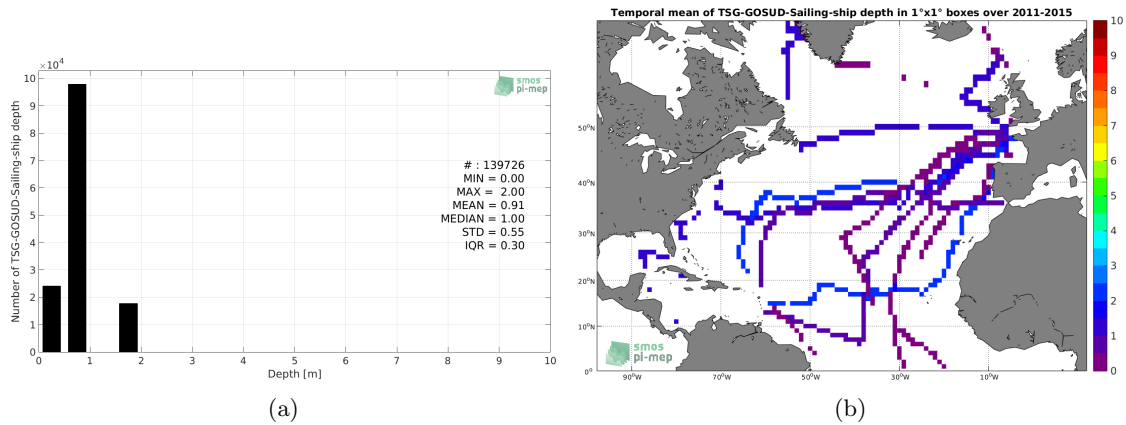 Temporal mean of TSG-GOSUD-Sailing-ship depth in 1°x1° boxes over 2011-2015
×10⁴
smos
pi-mep
Number of TSG-GOSUD-Sailing-ship depth
10
9
8
7
6
5
4
3
2
1
0
# : 139726
MIN = 0.00
MAX = 2.00
MEAN = 0.91
MEDIAN = 1.00
STD = 0.55
IQR = 0.30
0 1 2 3 4 5 6 7 8 9 10
Depth [m]
(a)
50°N
40°N
30°N
20°N
10°N
0°
90°W 70°W 50°W 30°W 10°W
smos
pi-mep
10
9
8
7
6
5
4
3
2
1
0
(b)